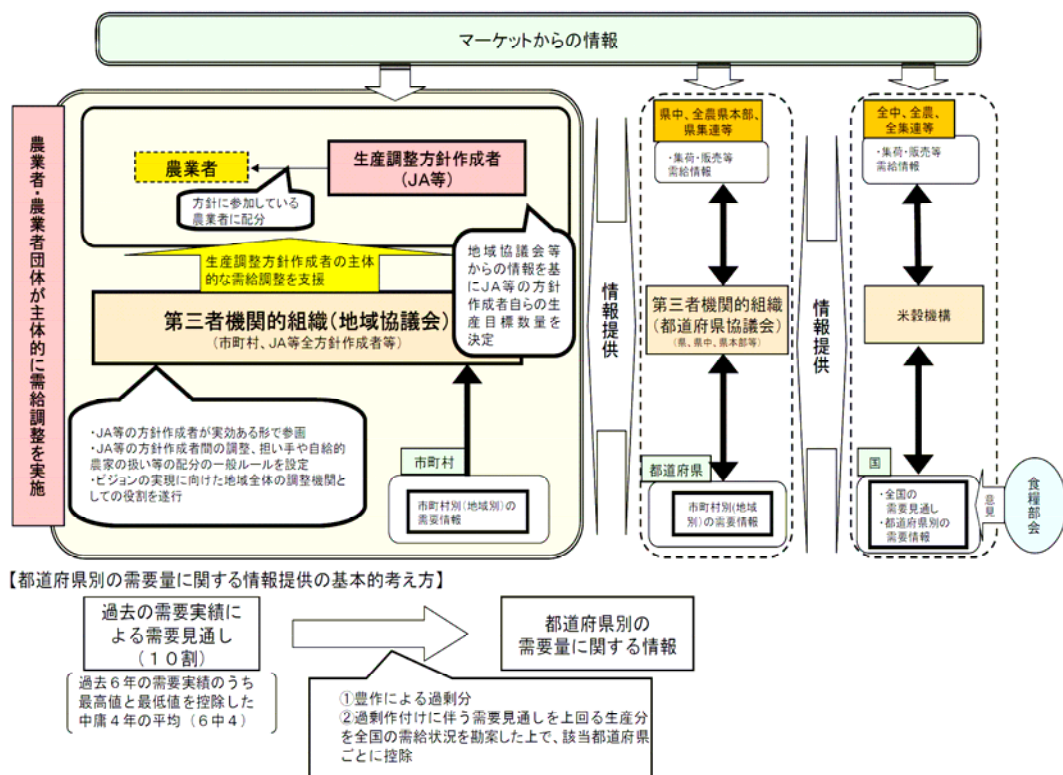 マーケットからの情報
農業者・農業者団体が主体的に需給調整を実施
農業者
生産調整方針作成者
(JA等)
方針に参加している
農業者に配分
生産調整方針作成者の主体
的な需給調整を支援
地域協議会等
からの情報を基
にJA等の方針
作成者自らの生
産目標数量を
決定
第三者機関的組織(地域協議会)
(市町村、JA等全方針作成者等)
・JA等の方針作成者が実効ある形で参画
・JA等の方針作成者間の調整、担い手や自給的
農家の扱い等の配分の一般ルールを設定
・ビジョンの実現に向けた地域全体の調整機関と
しての役割を遂行
市町村
市町村別(地域別)の
需要情報
情報提供
県中、全農県本部、
県集連等
・集荷・販売等
需給情報
第三者機関的組織
(都道府県協議会)
(県、県中、県本部等)
都道府県
市町村別(地域
別)の需要情報
情報提供
全中、全農、
全集連等
・集荷・販売等
需給情報
米穀機構
国
・全国の
需要見通し
・都道府県別の
需要情報
意見
食糧部会
【都道府県別の需要量に関する情報提供の基本的考え方】
過去の需要実績に
よる需要見通し
(10割)
過去6年の需要実績のうち
最高値と最低値を控除した
中庸4年の平均(6中4)
都道府県別の
需要量に関する情報
①豊作による過剰分
②過剰作付けに伴う需要見通しを上回る生産分
を全国の需給状況を勘案した上で、該当都道府県
ごとに控除